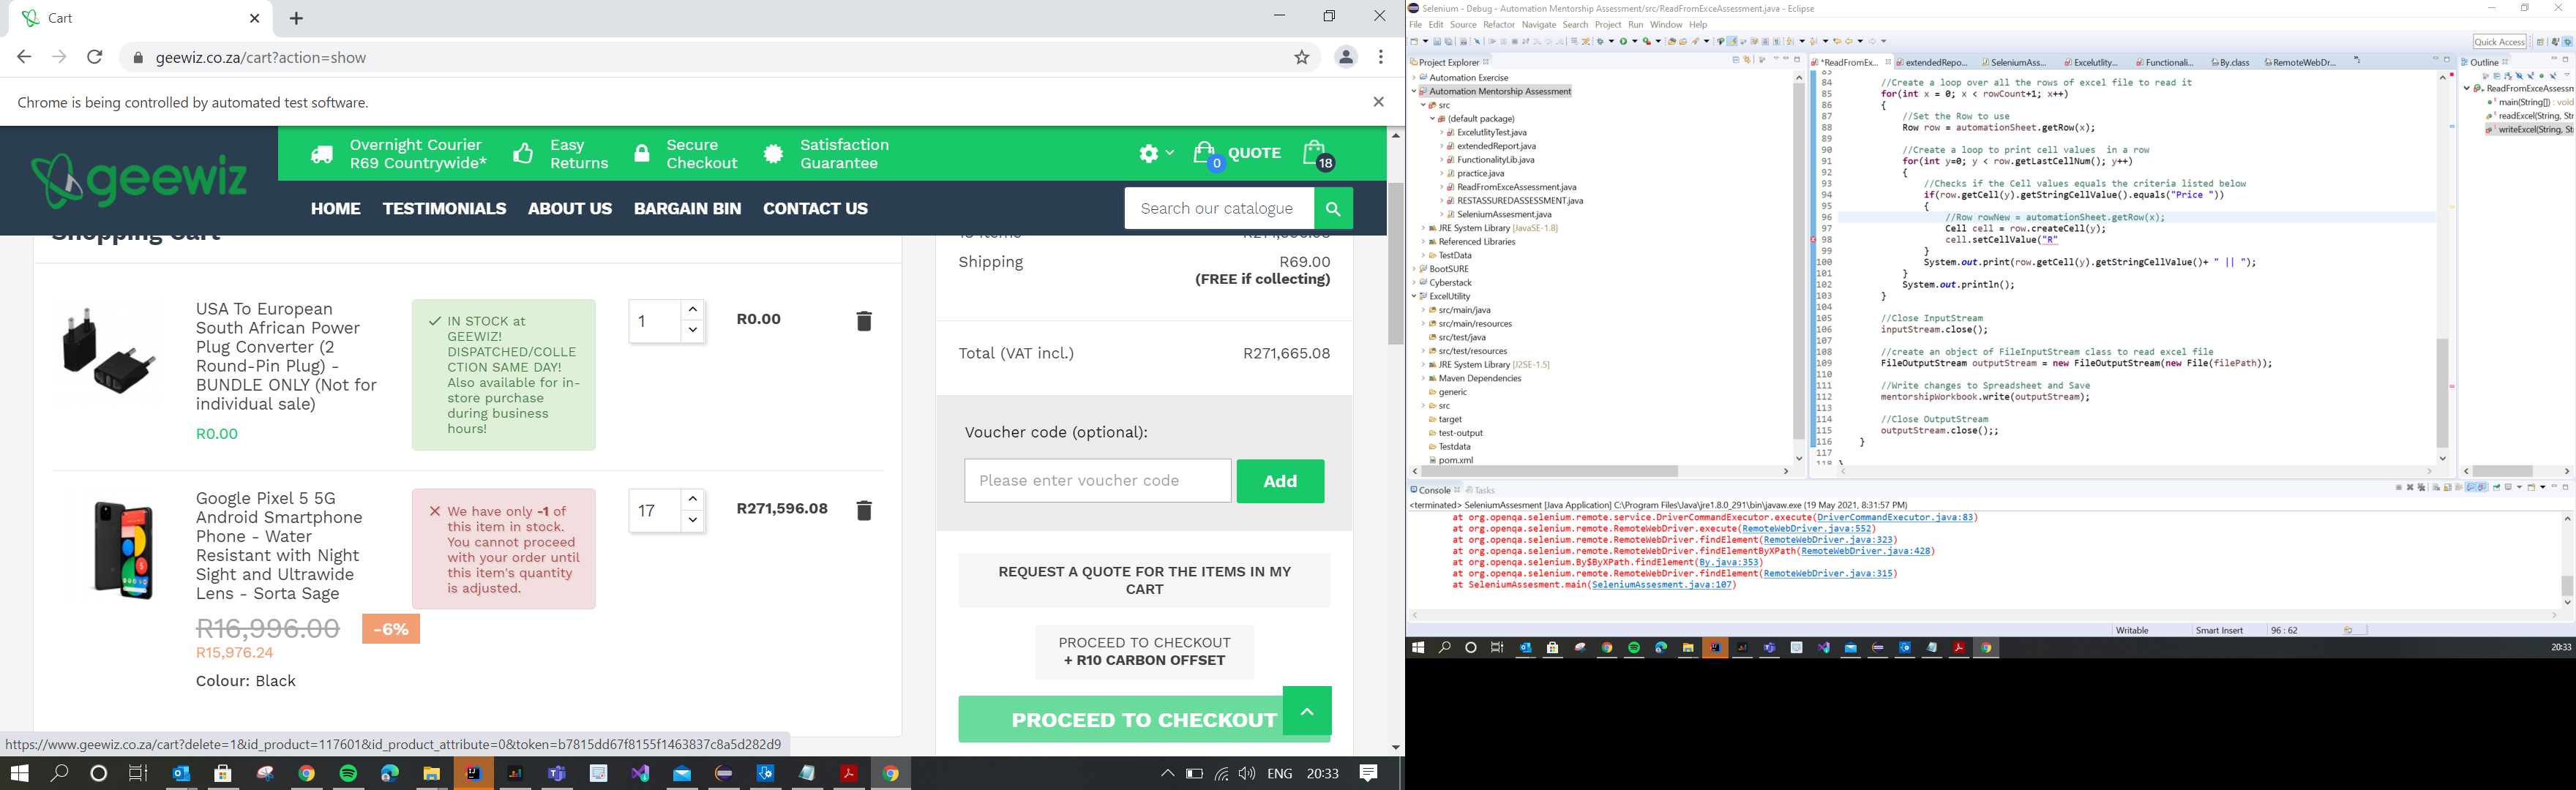 Cart
geewiz.co.za/cart?action=show
Chrome is being controlled by automated test software.
geewiz
Overnight Courier
R69 Countrywide*
Easy
Returns
Secure
Checkout
Satisfaction
Guarantee
0
QUOTE
18
HOME TESTIMONIALS ABOUT US BARGAIN BIN CONTACT US
Search our catalogue
Shopping Cart
USA To European
South African Power
Plug Converter (2
Round-Pin Plug) -
BUNDLE ONLY (Not for
individual sale)
R0.00
IN STOCK at
GEEWIZ!
DISPATCHED/COLLE
CTION SAME DAY!
Also available for in-
store purchase
during business
hours!
1
R0.00
Google Pixel 5 5G
Android Smartphone
Phone - Water
Resistant with Night
Sight and Ultrawide
Lens - Sorta Sage
R16,996.00 -6%
R15,976.24
Colour: Black
We have only -1 of
this item in stock.
You cannot proceed
with your order until
this item's quantity
is adjusted.
17
R271,596.08
Shipping R69.00
(FREE if collecting)
Total (VAT incl.) R271,665.08
Voucher code (optional):
Please enter voucher code
Add
REQUEST A QUOTE FOR THE ITEMS IN MY
CART
PROCEED TO CHECKOUT
+ R10 CARBON OFFSET
PROCEED TO CHECKOUT
https://www.geewiz.co.za/cart?delete=1&id_product=117601&id_product_attribute=0&token=b7815dd67f8155f1463837c8a5d282d9
ENG 20:33
Selenium - Debug - Automation Mentorship Assessment/src/ReadFromExceAssessment.java - Eclipse
File Edit Source Refactor Navigate Search Project Run Window Help
Quick Access
Project Explorer
Automation Exercise
Automation Mentorship Assessment
src
(default package)
ExcelutlityTest.java
extendedReport.java
FunctionalityLib.java
practice.java
ReadFromExceAssessment.java
RESTASSUREDASSESSMENT.java
SeleniumAssesment.java
JRE System Library [JavaSE-1.8]
Referenced Libraries
TestData
BootSURE
Cyberstack
ExcelUtility
src/main/java
src/main/resources
src/test/java
src/test/resources
JRE System Library [J2SE-1.5]
Maven Dependencies
generic
src
target
test-output
Testdata
pom.xml
*ReadFromEx... extendedRepo... SeleniumAss... Excelutlity... Functionali... By.class RemoteWebDr...
83
84 //Create a loop over all the rows of excel file to read it
85 for(int x = 0; x < rowCount+1; x++)
86 {
87 //Set the Row to use
88 Row row = automationSheet.getRow(x);
89
90 //Create a loop to print cell values in a row
91 for(int y=0; y < row.getLastCellNum(); y++)
92 {
93 //Checks if the Cell values equals the criteria listed below
94 if(row.getCell(y).getStringCellValue().equals("Price "))
95 {
96 //Row rowNew = automationSheet.getRow(x);
97 Cell cell = row.createCell(y);
98 cell.setCellValue("R"
99 }
100 System.out.print(row.getCell(y).getStringCellValue()+ " || ");
101 }
102 System.out.println();
103 }
104
105 //Close InputStream
106 inputStream.close();
107
108 //create an object of FileInputStream class to read excel file
109 FileOutputStream outputStream = new FileOutputStream(new File(filePath));
110
111 //Write changes to Spreadsheet and Save
112 mentorshipWorkbook.write(outputStream);
113
114 //Close OutputStream
115 outputStream.close();;
116 }
117
118 }
Outline
ReadFromExceAssessn
main(String[]) : void
readExcel(String, Str
writeExcel(String, St
Console Tasks
<terminated> SeleniumAssesment [Java Application] C:\Program Files\Java\jre1.8.0_291\bin\javaw.exe (19 May 2021, 8:31:57 PM)
at org.openqa.selenium.remote.service.DriverCommandExecutor.execute(DriverCommandExecutor.java:83)
at org.openqa.selenium.remote.RemoteWebDriver.execute(RemoteWebDriver.java:552)
at org.openqa.selenium.remote.RemoteWebDriver.findElement(RemoteWebDriver.java:323)
at org.openqa.selenium.remote.RemoteWebDriver.findElementByXPath(RemoteWebDriver.java:428)
at org.openqa.selenium.By$ByXPath.findElement(By.java:353)
at org.openqa.selenium.remote.RemoteWebDriver.findElement(RemoteWebDriver.java:315)
at SeleniumAssesment.main(SeleniumAssesment.java:107)
Writable Smart Insert 96 : 62
20:33